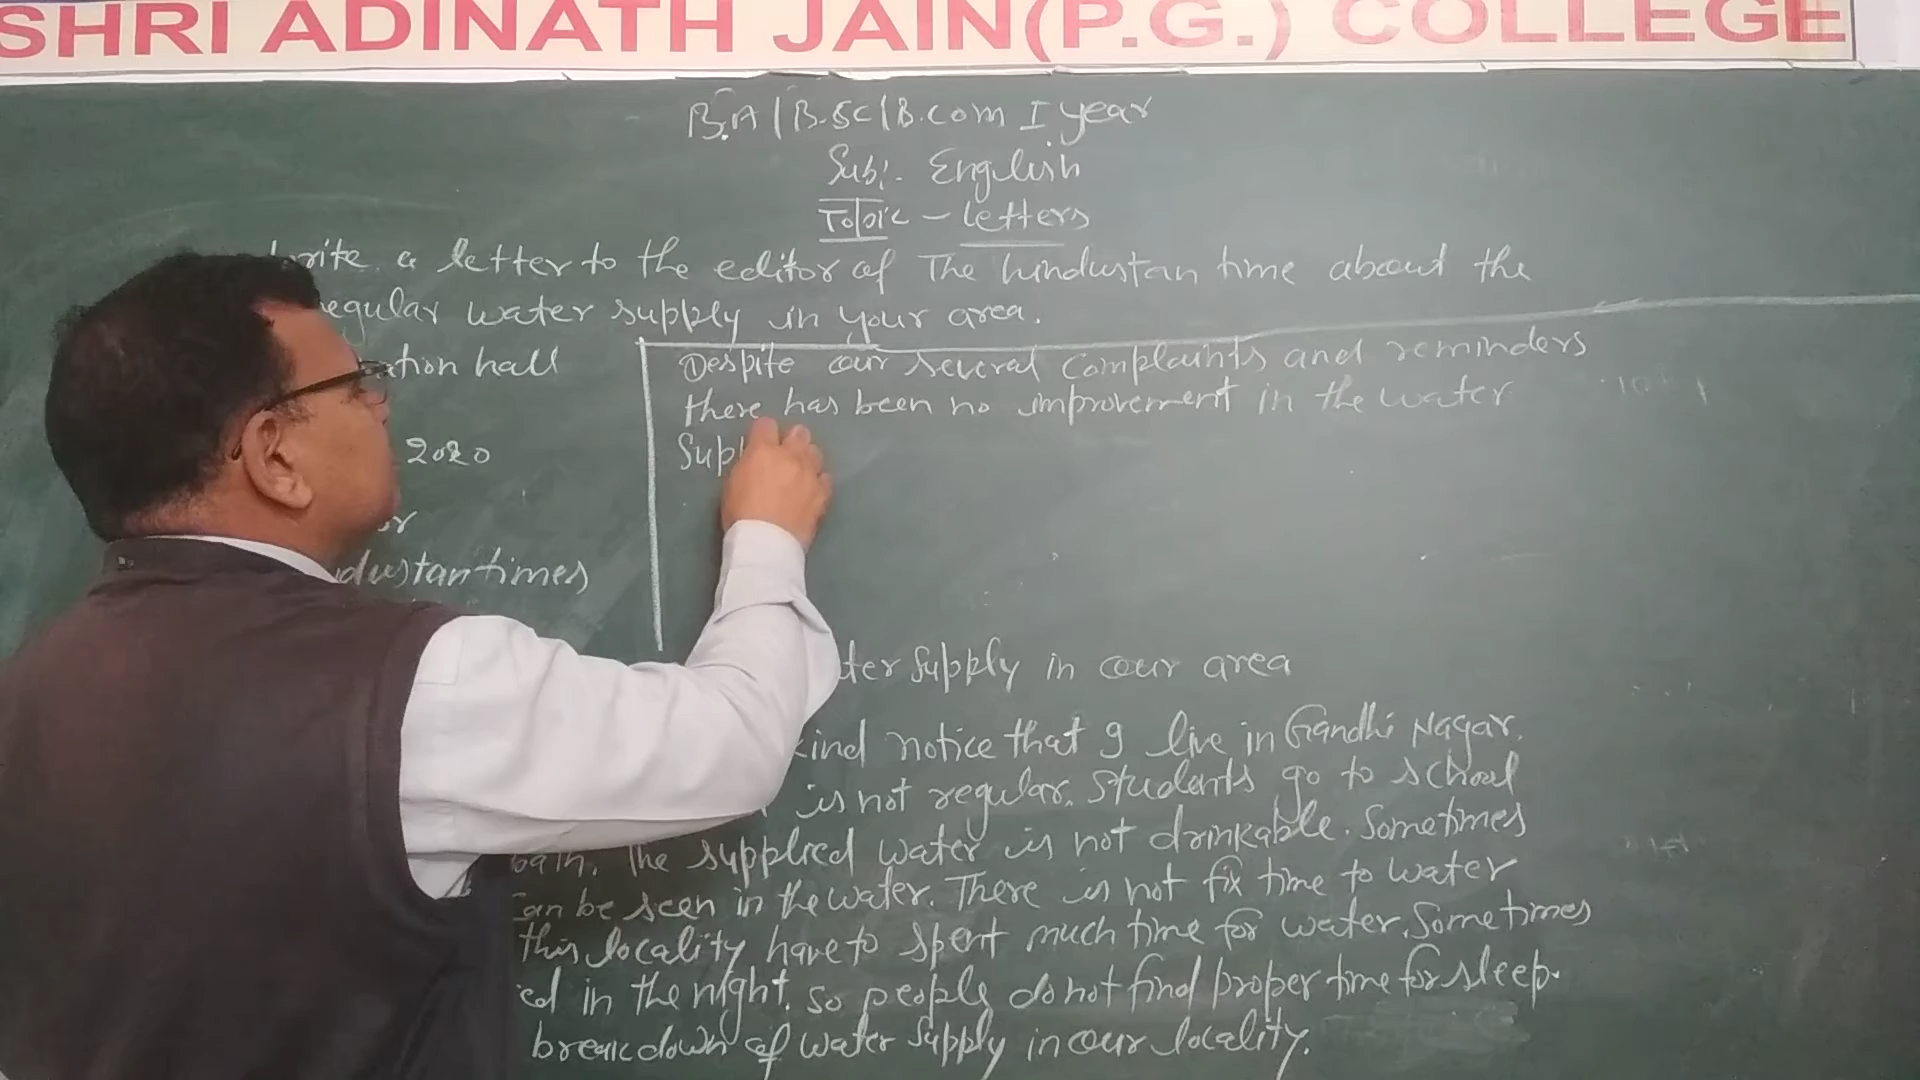 SHRI ADINATH JAIN(P.G.) COLLEGE
B.A|B.SC|B.com I year
Sub:- English
Topic - Letters
write a letter to the editor of The hindustan time about the
regular water supply in your area.
ation hall
2020
or
dustantimes
Despite our several complaints and reminders
there has been no improvement in the water
Supp
ter supply in our area
kind notice that I live in Gandhi Nagar.
is not regular. Students go to school
bath. The supplied water is not drinkable. Sometimes
can be seen in the water. There is not fix time to water
this locality have to spent much time for water. Sometimes
ed in the night. So people do not find proper time for sleep.
breakdown of water supply in our locality.